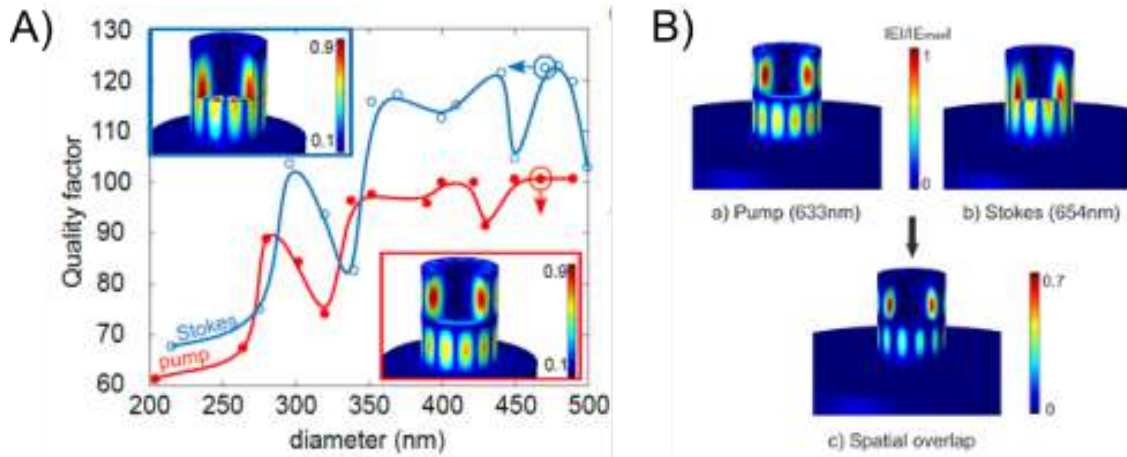 A)
130
120
110
100
90
80
70
60
Quality factor
200 250 300 350 400 450 500
diameter (nm)
Stokes
pump
0.9
0.1
0.9
0.1
B)
|E|/|Emax|
1
0
a) Pump (633nm)
b) Stokes (654nm)
0.7
0
c) Spatial overlap